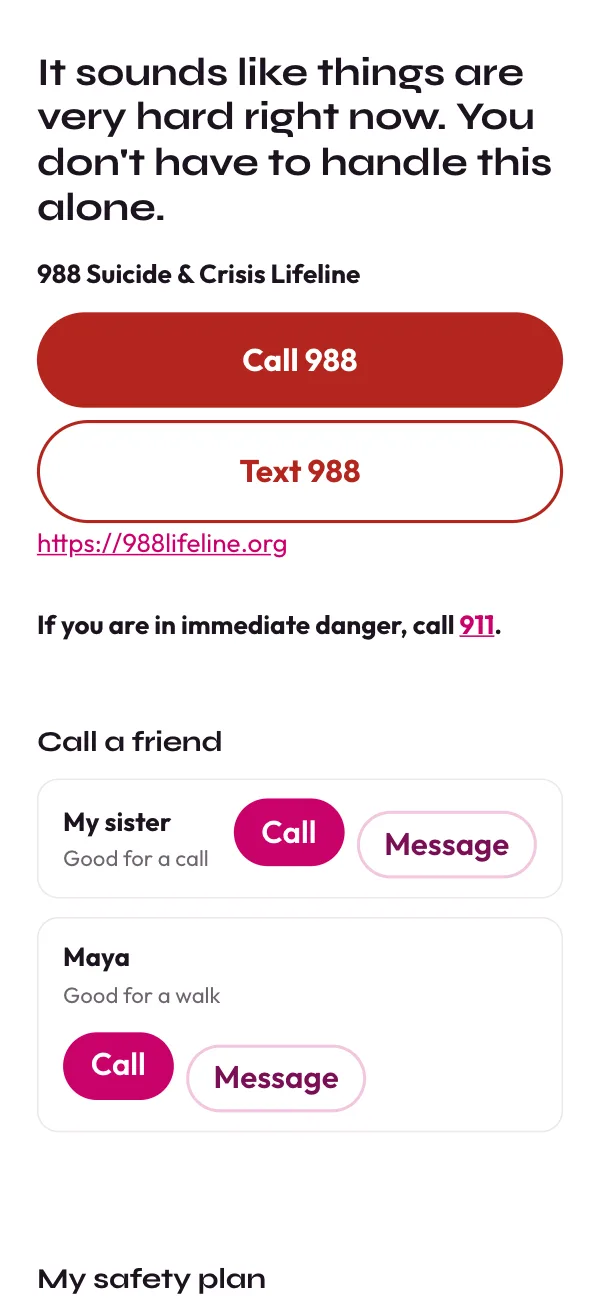 It sounds like things are
very hard right now. You
don't have to handle this
alone.
988 Suicide & Crisis Lifeline
Call 988
Text 988
https://988lifeline.org
If you are in immediate danger, call 911.
Call a friend
My sister
Good for a call
Call
Message
Maya
Good for a walk
Call
Message
My safety plan